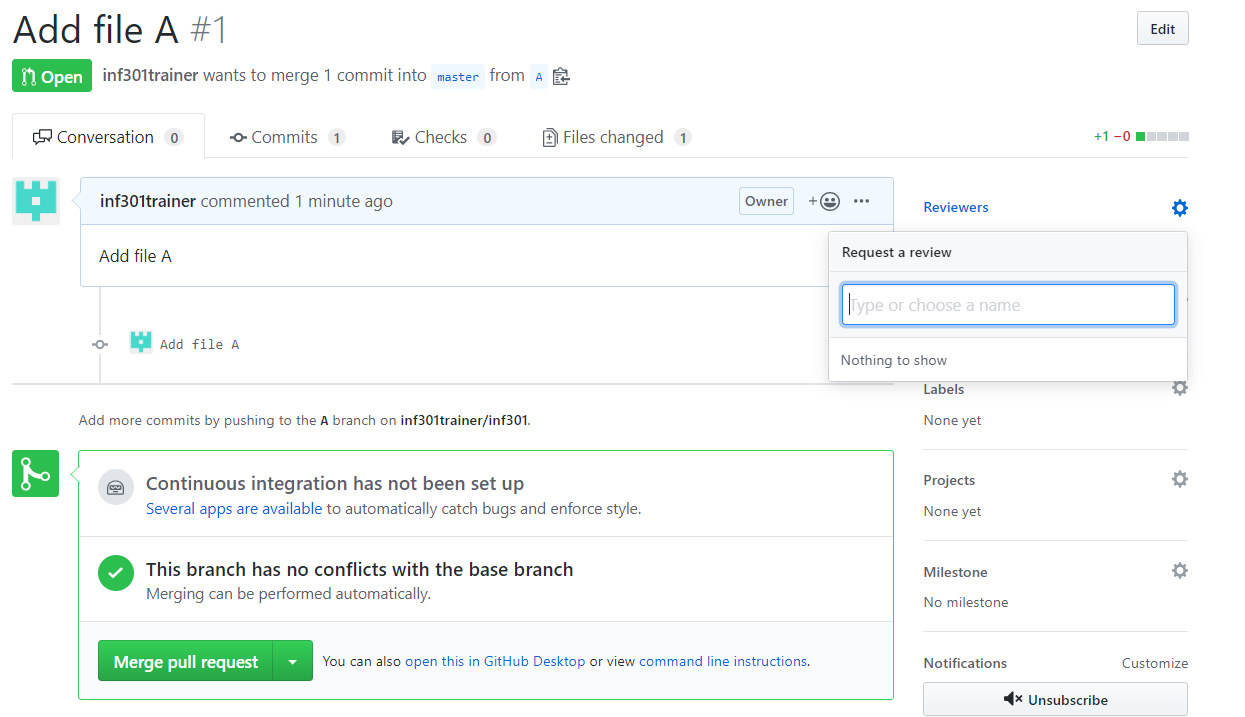 Add file A #1
Edit
Open
inf301trainer wants to merge 1 commit into master from A
Conversation 0
Commits 1
Checks 0
Files changed 1
+1 −0
inf301trainer commented 1 minute ago
Owner
Add file A
Add file A
Reviewers
Request a review
Type or choose a name
Nothing to show
Labels
None yet
Projects
None yet
Milestone
No milestone
Notifications
Customize
Unsubscribe
Add more commits by pushing to the A branch on inf301trainer/inf301.
Continuous integration has not been set up
Several apps are available to automatically catch bugs and enforce style.
This branch has no conflicts with the base branch
Merging can be performed automatically.
Merge pull request
You can also open this in GitHub Desktop or view command line instructions.